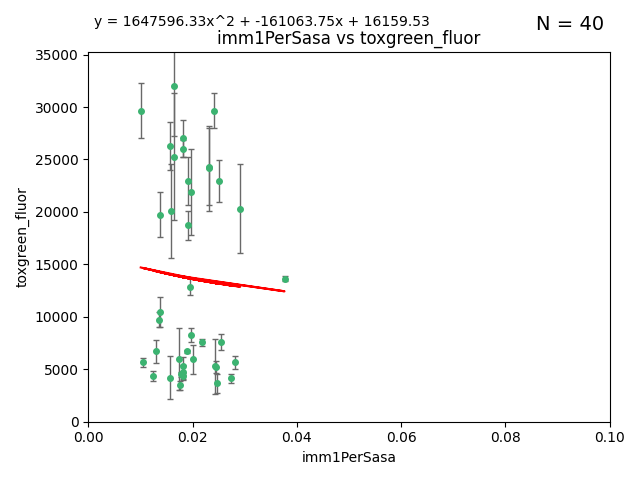 y = 1647596.33x^2 + -161063.75x + 16159.53
N = 40
imm1PerSasa vs toxgreen_fluor
35000
30000
25000
20000
15000
10000
5000
0
toxgreen_fluor
0.00 0.02 0.04 0.06 0.08 0.10
imm1PerSasa